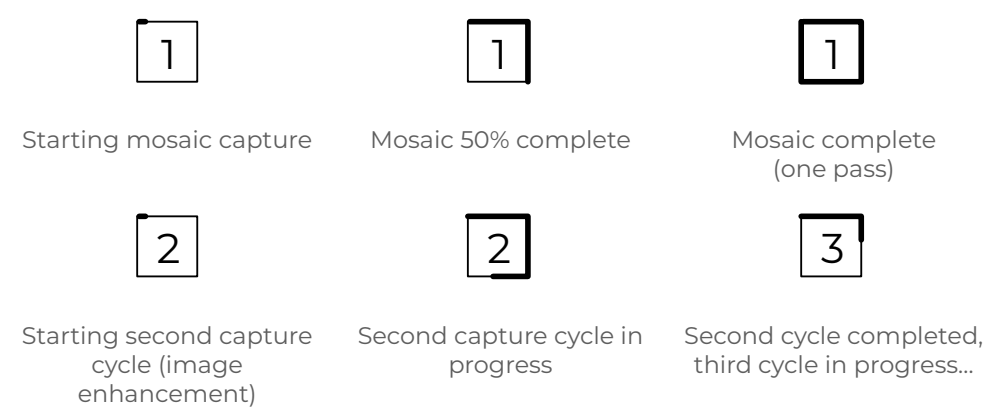 1
1
1
Starting mosaic capture
Mosaic 50% complete
Mosaic complete
(one pass)
2
2
3
Starting second capture
cycle (image
enhancement)
Second capture cycle in
progress
Second cycle completed,
third cycle in progress...